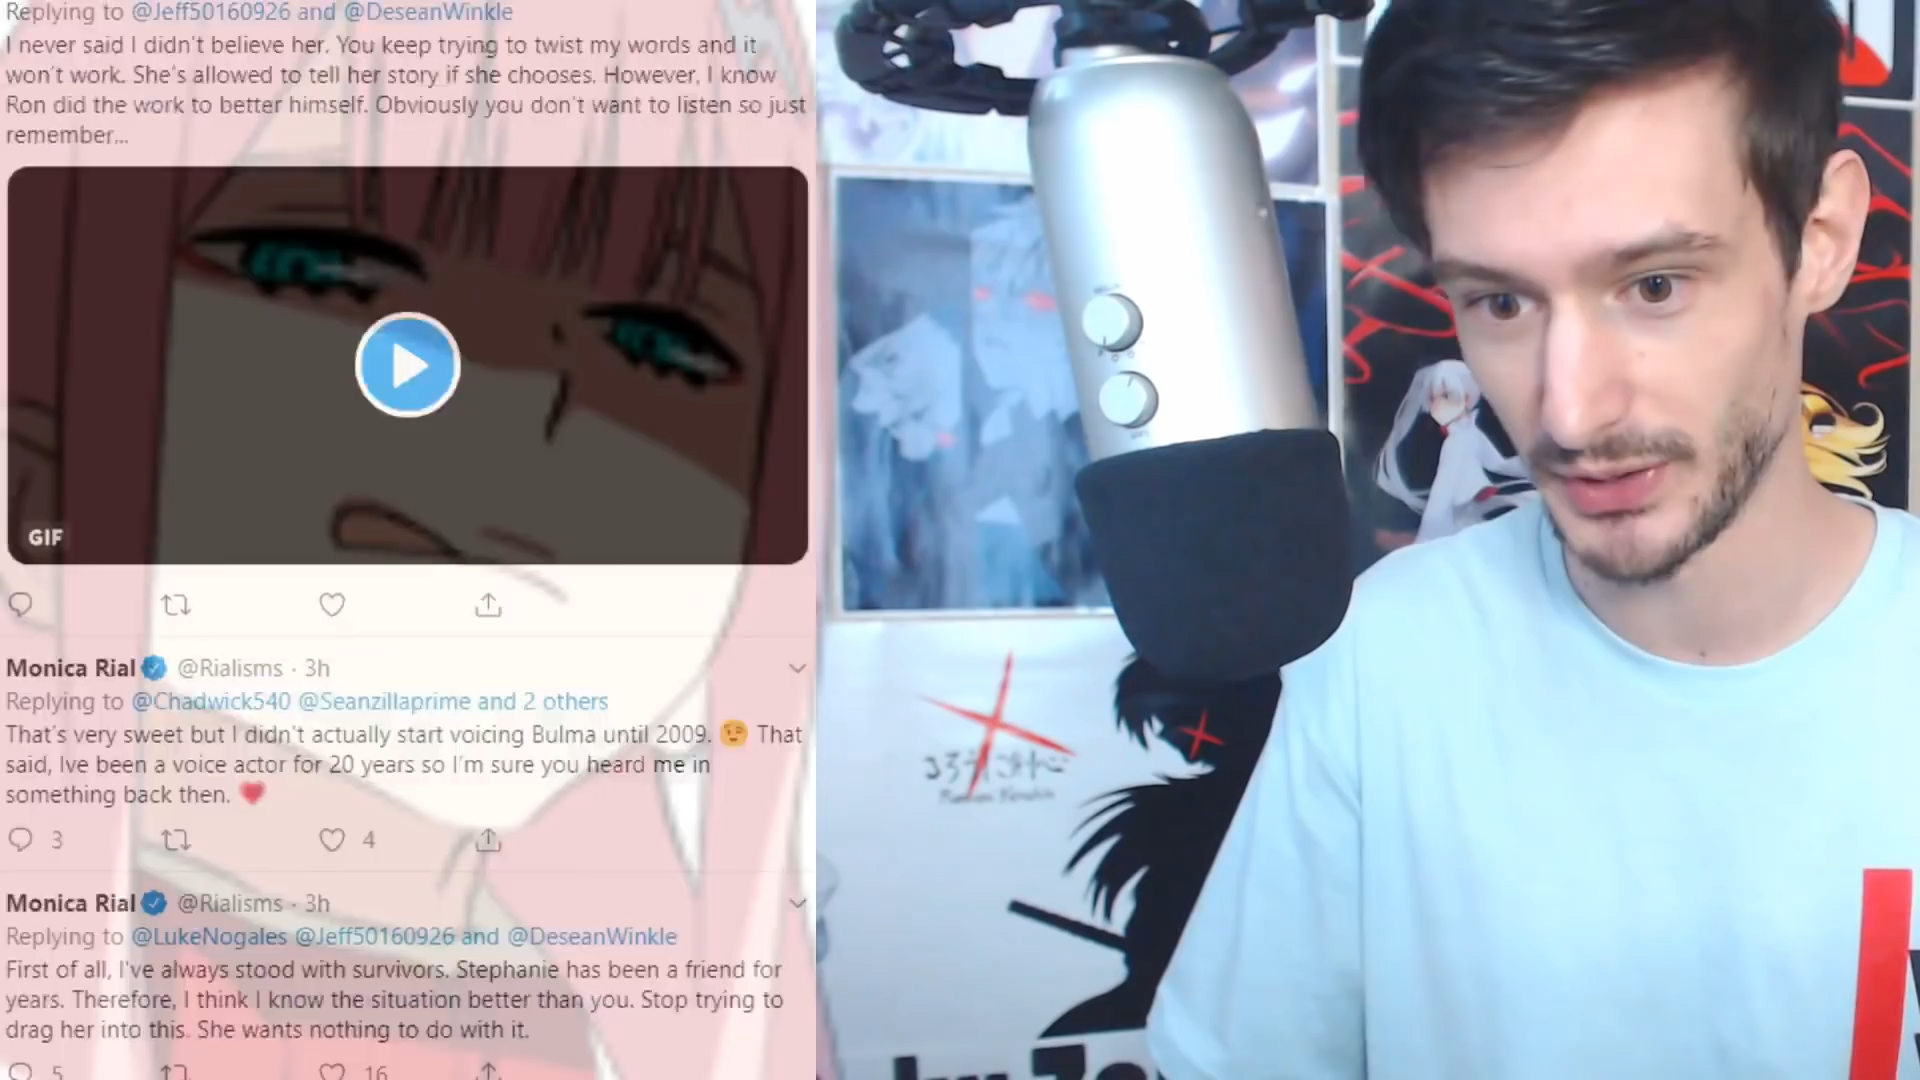 Replying to @Jeff50160926 and @DeseanWinkle
I never said I didn't believe her. You keep trying to twist my words and it
won't work. She's allowed to tell her story if she chooses. However, I know
Ron did the work to better himself. Obviously you don't want to listen so just
remember...
GIF
Monica Rial @Rialisms · 3h
Replying to @Chadwick540 @Seanzillaprime and 2 others
That's very sweet but I didn't actually start voicing Bulma until 2009. 😉 That
said, Ive been a voice actor for 20 years so I'm sure you heard me in
something back then. ❤️
3 4
Monica Rial @Rialisms · 3h
Replying to @LukeNogales @Jeff50160926 and @DeseanWinkle
First of all, I've always stood with survivors. Stephanie has been a friend for
years. Therefore, I think I know the situation better than you. Stop trying to
drag her into this. She wants nothing to do with it.
5 16